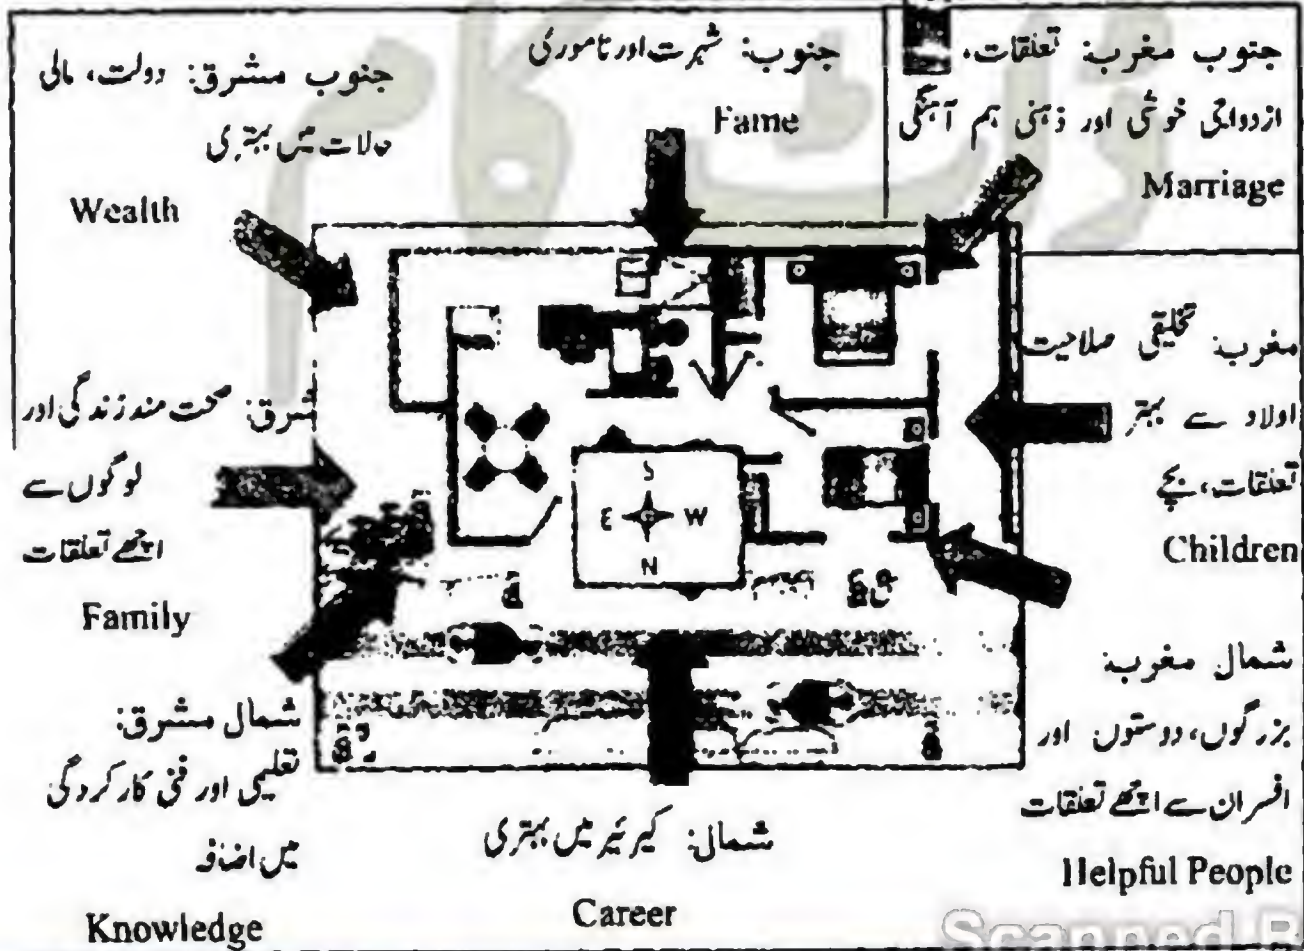 جنوب مشرق: دولت، مالی
حالات میں بہتری
Wealth
جنوب: شہرت اور ناموری
Fame
جنوب مغرب: تعلقات،
ازدواجی خوشی اور ذہنی ہم آہنگی
Marriage
مشرق: صحت مند زندگی اور
لوگوں سے
اچھے تعلقات
Family
مغرب: تخلیقی صلاحیت
اولاد سے بہتر
تعلقات، بچے
Children
S
E W
N
شمال مشرق:
تعلیمی اور فنی کارکردگی
میں اضافہ
Knowledge
شمال: کیرئیر میں بہتری
Career
شمال مغرب:
بزرگوں، دوستوں اور
افسران سے اچھے تعلقات
Helpful People
Scanned B